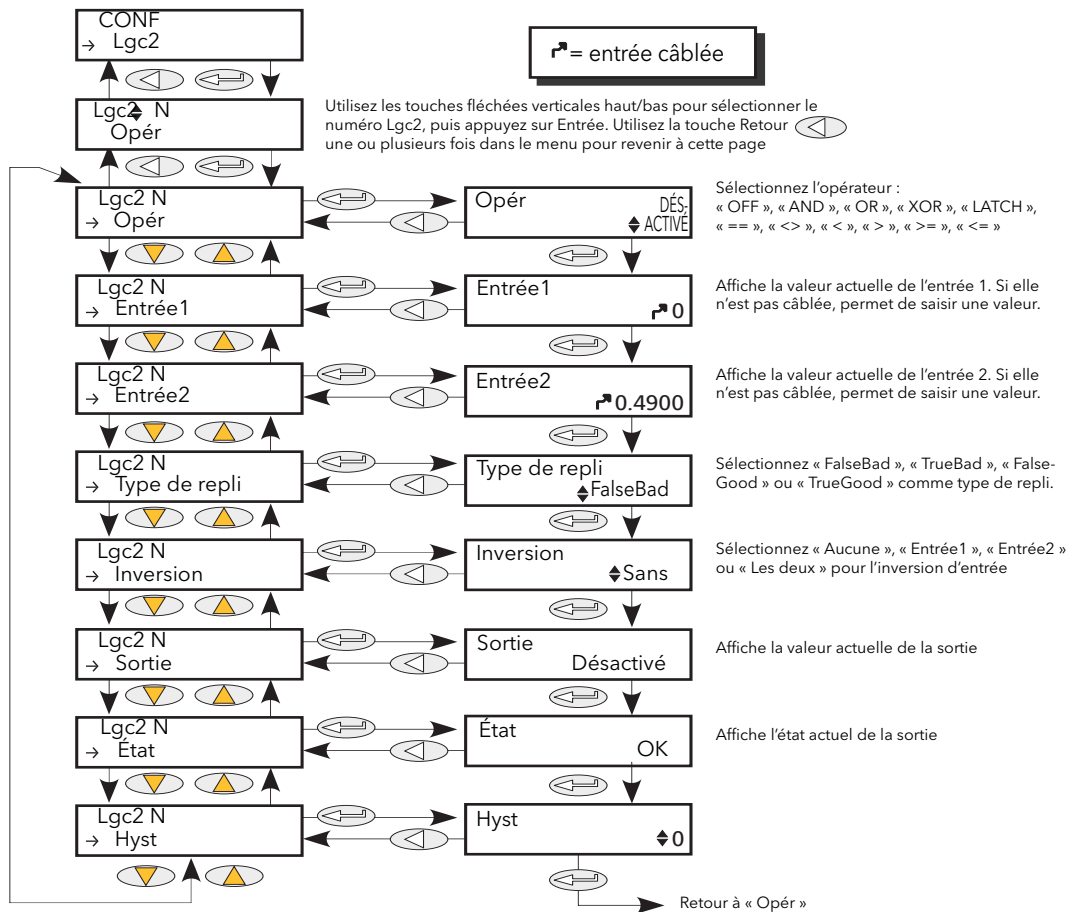 CONF
→ Lgc2
= entrée câblée
Lgc2 N
Opér
Utilisez les touches fléchées verticales haut/bas pour sélectionner le
numéro Lgc2, puis appuyez sur Entrée. Utilisez la touche Retour
une ou plusieurs fois dans le menu pour revenir à cette page
Lgc2 N
→ Opér
Opér
DÉS-
ACTIVÉ
Sélectionnez l'opérateur :
« OFF », « AND », « OR », « XOR », « LATCH »,
« == », « <> », « < », « > », « >= », « <= »
Lgc2 N
→ Entrée1
Entrée1
0
Affiche la valeur actuelle de l'entrée 1. Si elle
n'est pas câblée, permet de saisir une valeur.
Lgc2 N
→ Entrée2
Entrée2
0.4900
Affiche la valeur actuelle de l'entrée 2. Si elle
n'est pas câblée, permet de saisir une valeur.
Lgc2 N
→ Type de repli
Type de repli
FalseBad
Sélectionnez « FalseBad », « TrueBad », « False-
Good » ou « TrueGood » comme type de repli.
Lgc2 N
→ Inversion
Inversion
Sans
Sélectionnez « Aucune », « Entrée1 », « Entrée2 »
ou « Les deux » pour l'inversion d'entrée
Lgc2 N
→ Sortie
Sortie
Désactivé
Affiche la valeur actuelle de la sortie
Lgc2 N
→ État
État
OK
Affiche l'état actuel de la sortie
Lgc2 N
→ Hyst
Hyst
0
Retour à « Opér »